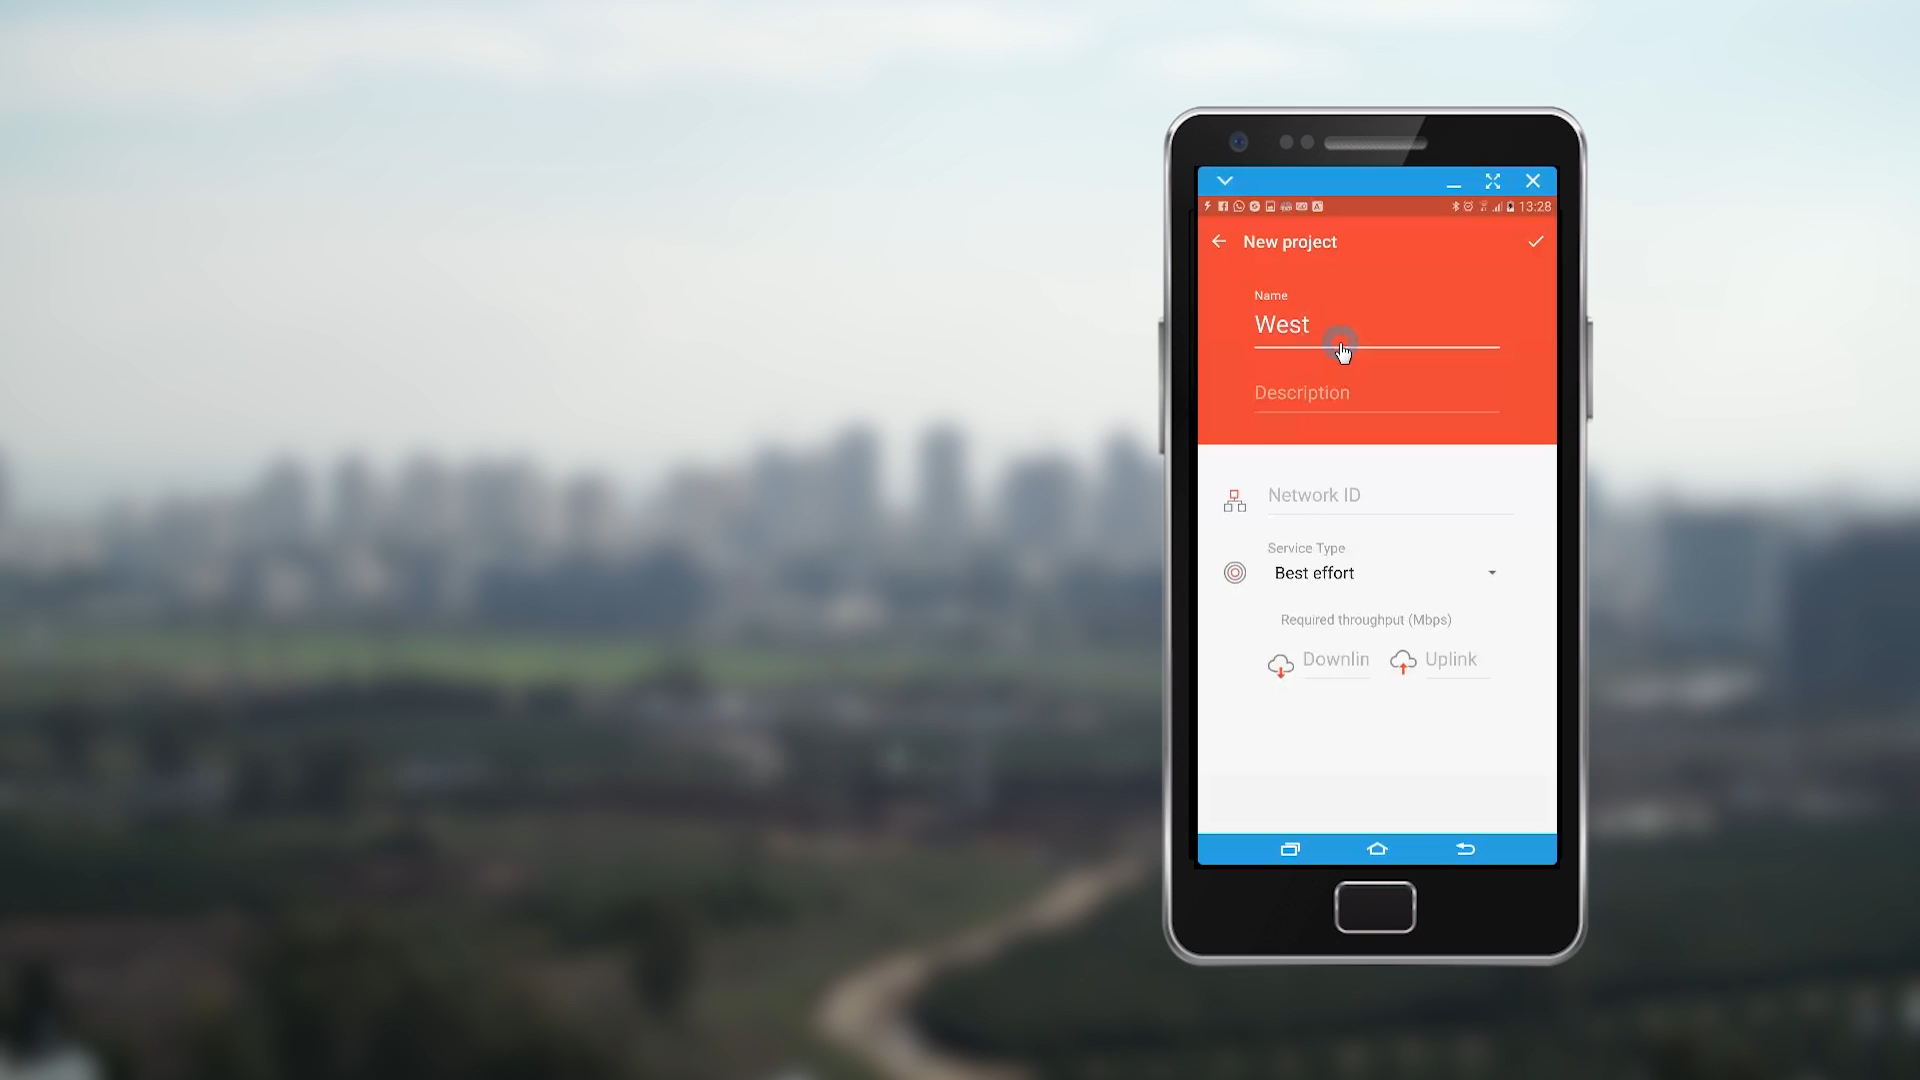 13:28
New project
Name
West
Description
Network ID
Service Type
Best effort
Required throughput (Mbps)
Downlin
Uplink